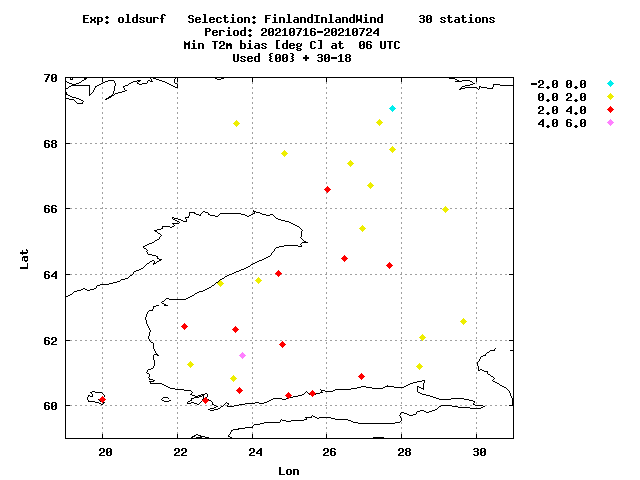 Exp: oldsurf   Selection: FinlandInlandWind     30 stations
Period: 20210716-20210724
Min T2m bias [deg C] at  06 UTC
Used {00} + 30-18
-2.0 0.0
0.0 2.0
2.0 4.0
4.0 6.0
70
68
66
64
62
60
Lat
20 22 24 26 28 30
Lon